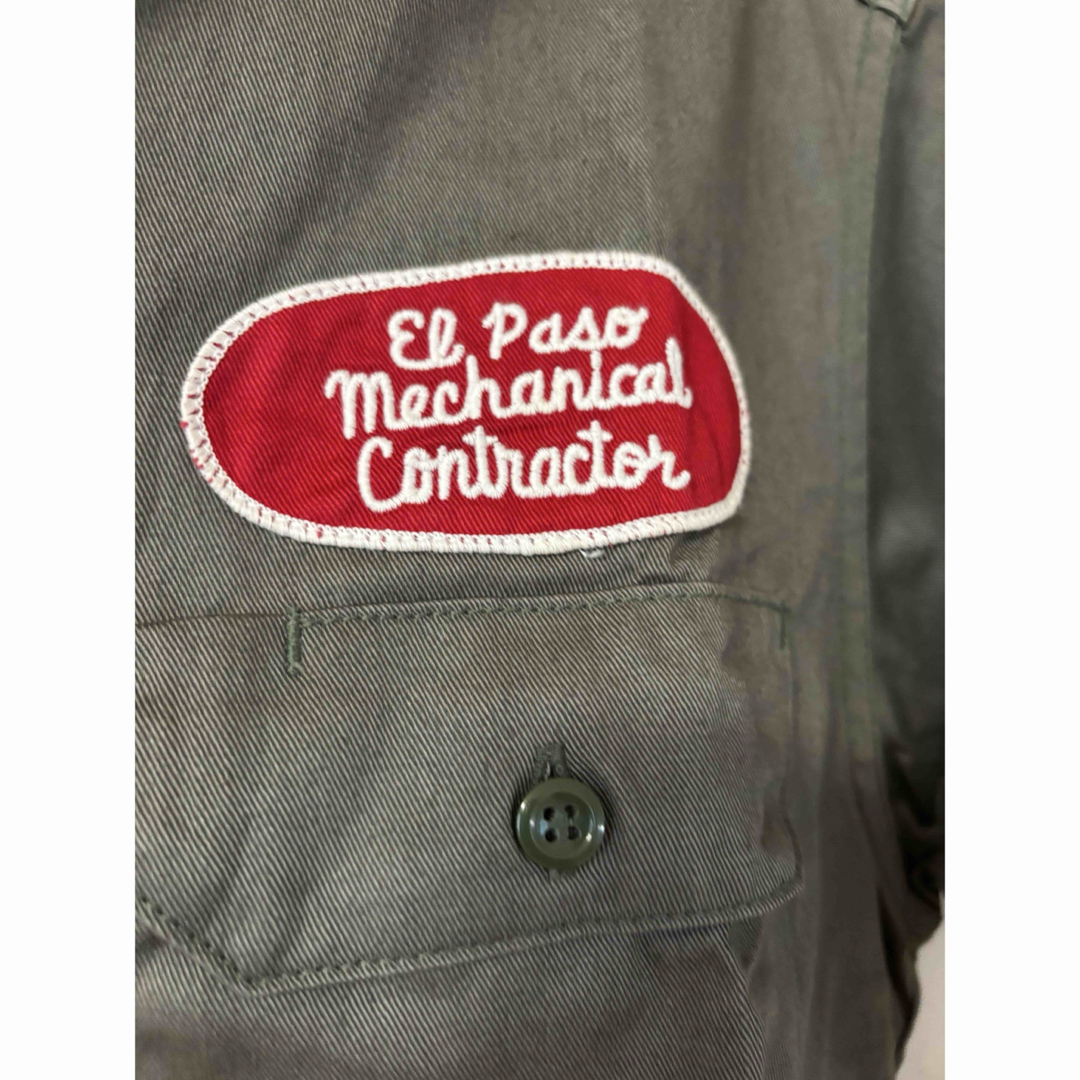 El Paso
Mechanical
Contractor